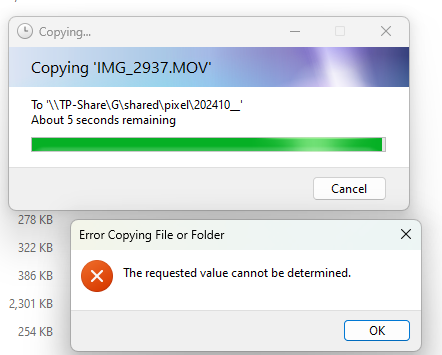 Copying...
Copying 'IMG_2937.MOV'
To '\\TP-Share\G\shared\pixel\202410__'
About 5 seconds remaining
Cancel
278 KB
322 KB
386 KB
2,301 KB
254 KB
Error Copying File or Folder
The requested value cannot be determined.
OK